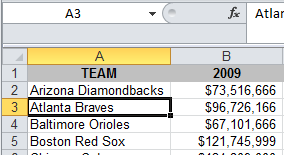 A3 fx Atlan
A B
1 TEAM 2009
2 Arizona Diamondbacks $73,516,666
3 Atlanta Braves $96,726,166
4 Baltimore Orioles $67,101,666
5 Boston Red Sox $121,745,999